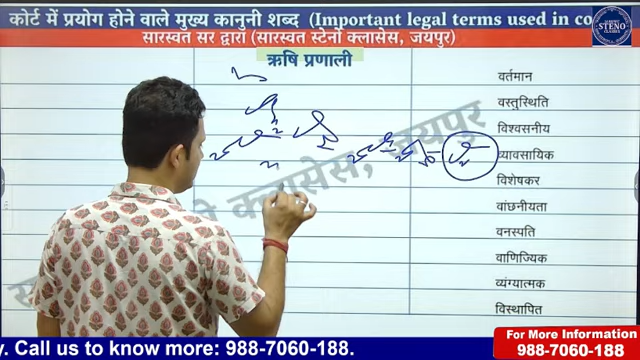 कोर्ट में प्रयोग होने वाले मुख्य कानुनी शब्द (Important legal terms used in co
STENO
सारस्वत सर द्वारा (सारस्वत स्टेनो क्लासेस, जयपुर)
ऋषि प्रणाली
वर्तमान
वस्तुस्थिति
विश्वसनीय
व्यावसायिक
विशेषकर
वांछनीयता
वनस्पति
वाणिज्यिक
व्यंग्यात्मक
विस्थापित
क्लासेस, जयपुर
y. Call us to know more: 988-7060-188.
For More Information
988-7060-188